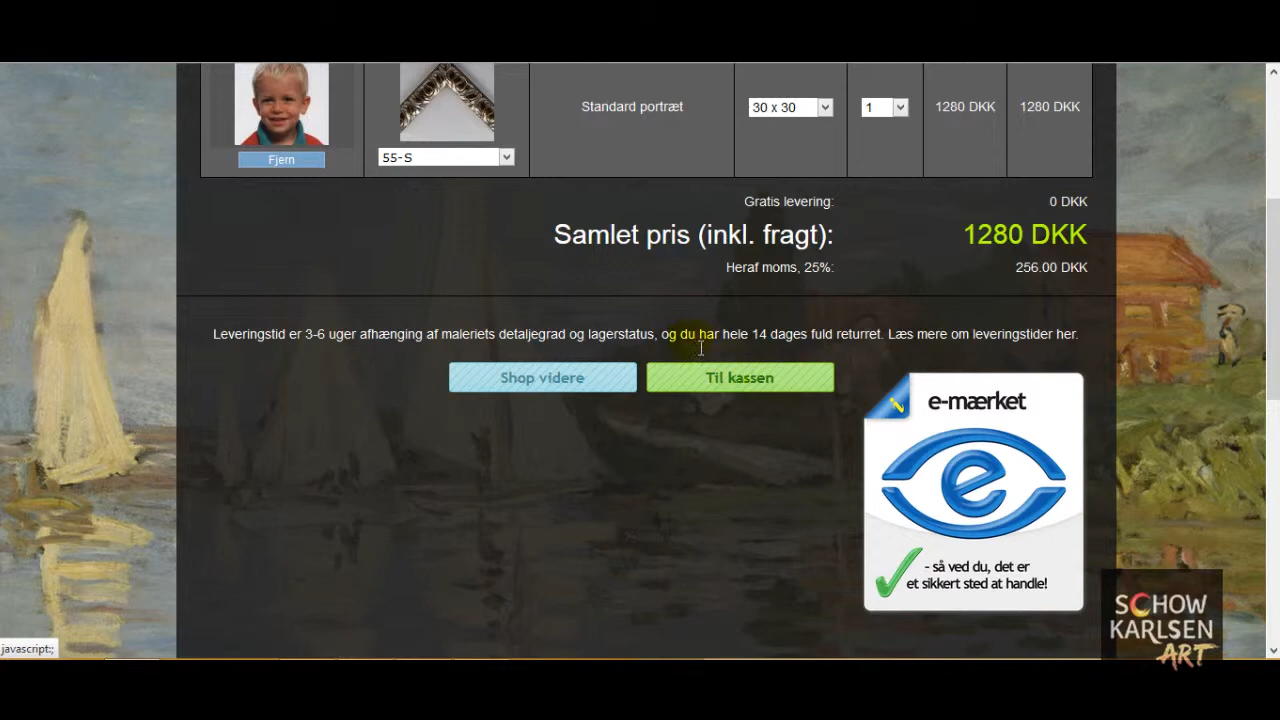 Standard portræt
30 x 30
1
1280 DKK
1280 DKK
Fjern
55-S
Gratis levering:
0 DKK
Samlet pris (inkl. fragt):
1280 DKK
Heraf moms, 25%:
256.00 DKK
Leveringstid er 3-6 uger afhænging af maleriets detaljegrad og lagerstatus, og du har hele 14 dages fuld returret. Læs mere om leveringstider her.
Shop videre
Til kassen
e-mærket
e
- så ved du, det er
et sikkert sted at handle!
SCHOW
KARLSEN
ART
javascript:;